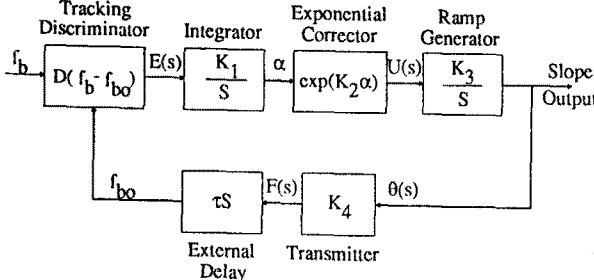 Tracking
Discriminator
Integrator
Exponential
Corrector
Ramp
Generator
f_b
D( f_b - f_bo )
E(s)
K_1
S
α
exp(K_2α)
U(s)
K_3
S
Slope
Output
f_bo
τS
F(s)
K_4
θ(s)
External
Delay
Transmitter